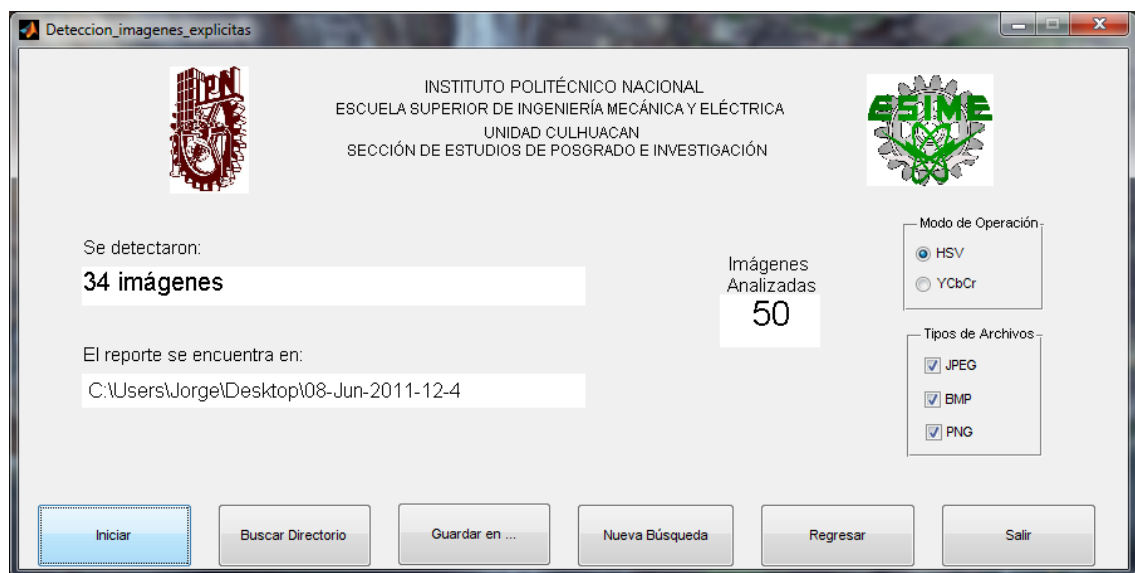 Deteccion_imagenes_explicitas
IPN
INSTITUTO POLITÉCNICO NACIONAL
ESCUELA SUPERIOR DE INGENIERÍA MECÁNICA Y ELÉCTRICA
UNIDAD CULHUACAN
SECCIÓN DE ESTUDIOS DE POSGRADO E INVESTIGACIÓN
ESIME
Se detectaron:
34 imágenes
El reporte se encuentra en:
C:\Users\Jorge\Desktop\08-Jun-2011-12-4
Imágenes
Analizadas
50
Modo de Operación
HSV
YCbCr
Tipos de Archivos
JPEG
BMP
PNG
Iniciar
Buscar Directorio
Guardar en ...
Nueva Búsqueda
Regresar
Salir